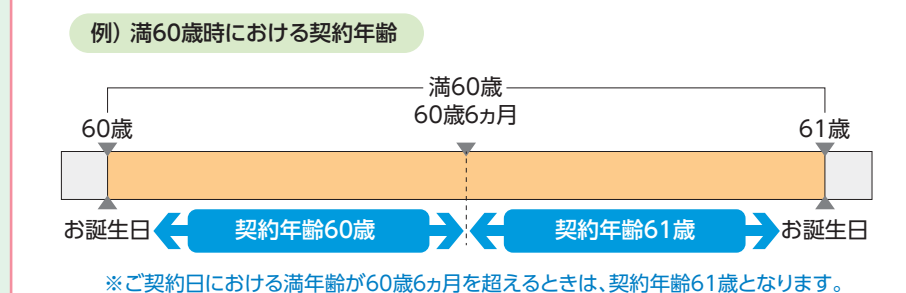 例）満60歳時における契約年齢
満60歳
60歳6ヵ月
60歳
61歳
お誕生日 契約年齢60歳 契約年齢61歳 お誕生日
※ご契約日における満年齢が60歳6ヵ月を超えるときは、契約年齢61歳となります。